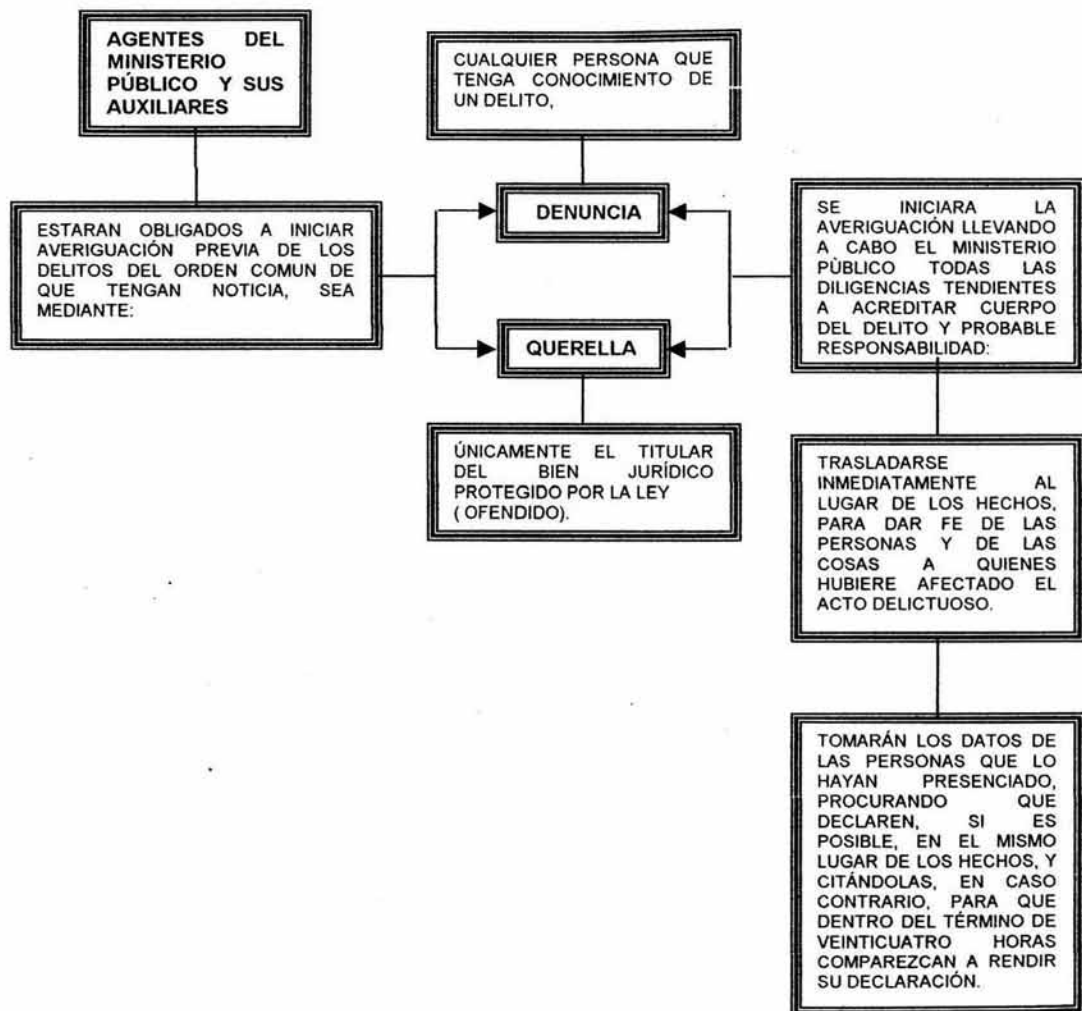 AGENTES DEL
MINISTERIO
PÚBLICO Y SUS
AUXILIARES
CUALQUIER PERSONA QUE
TENGA CONOCIMIENTO DE
UN DELITO,
ESTARAN OBLIGADOS A INICIAR
AVERIGUACIÓN PREVIA DE LOS
DELITOS DEL ORDEN COMUN DE
QUE TENGAN NOTICIA, SEA
MEDIANTE:
DENUNCIA
QUERELLA
ÚNICAMENTE EL TITULAR
DEL BIEN JURÍDICO
PROTEGIDO POR LA LEY
( OFENDIDO).
SE INICIARA LA
AVERIGUACIÓN LLEVANDO
A CABO EL MINISTERIO
PÙBLICO TODAS LAS
DILIGENCIAS TENDIENTES
A ACREDITAR CUERPO
DEL DELITO Y PROBABLE
RESPONSABILIDAD:
TRASLADARSE
INMEDIATAMENTE AL
LUGAR DE LOS HECHOS,
PARA DAR FE DE LAS
PERSONAS Y DE LAS
COSAS A QUIENES
HUBIERE AFECTADO EL
ACTO DELICTUOSO.
TOMARÁN LOS DATOS DE
LAS PERSONAS QUE LO
HAYAN PRESENCIADO,
PROCURANDO QUE
DECLAREN, SI ES
POSIBLE, EN EL MISMO
LUGAR DE LOS HECHOS, Y
CITÁNDOLAS, EN CASO
CONTRARIO, PARA QUE
DENTRO DEL TÉRMINO DE
VEINTICUATRO HORAS
COMPAREZCAN A RENDIR
SU DECLARACIÓN.